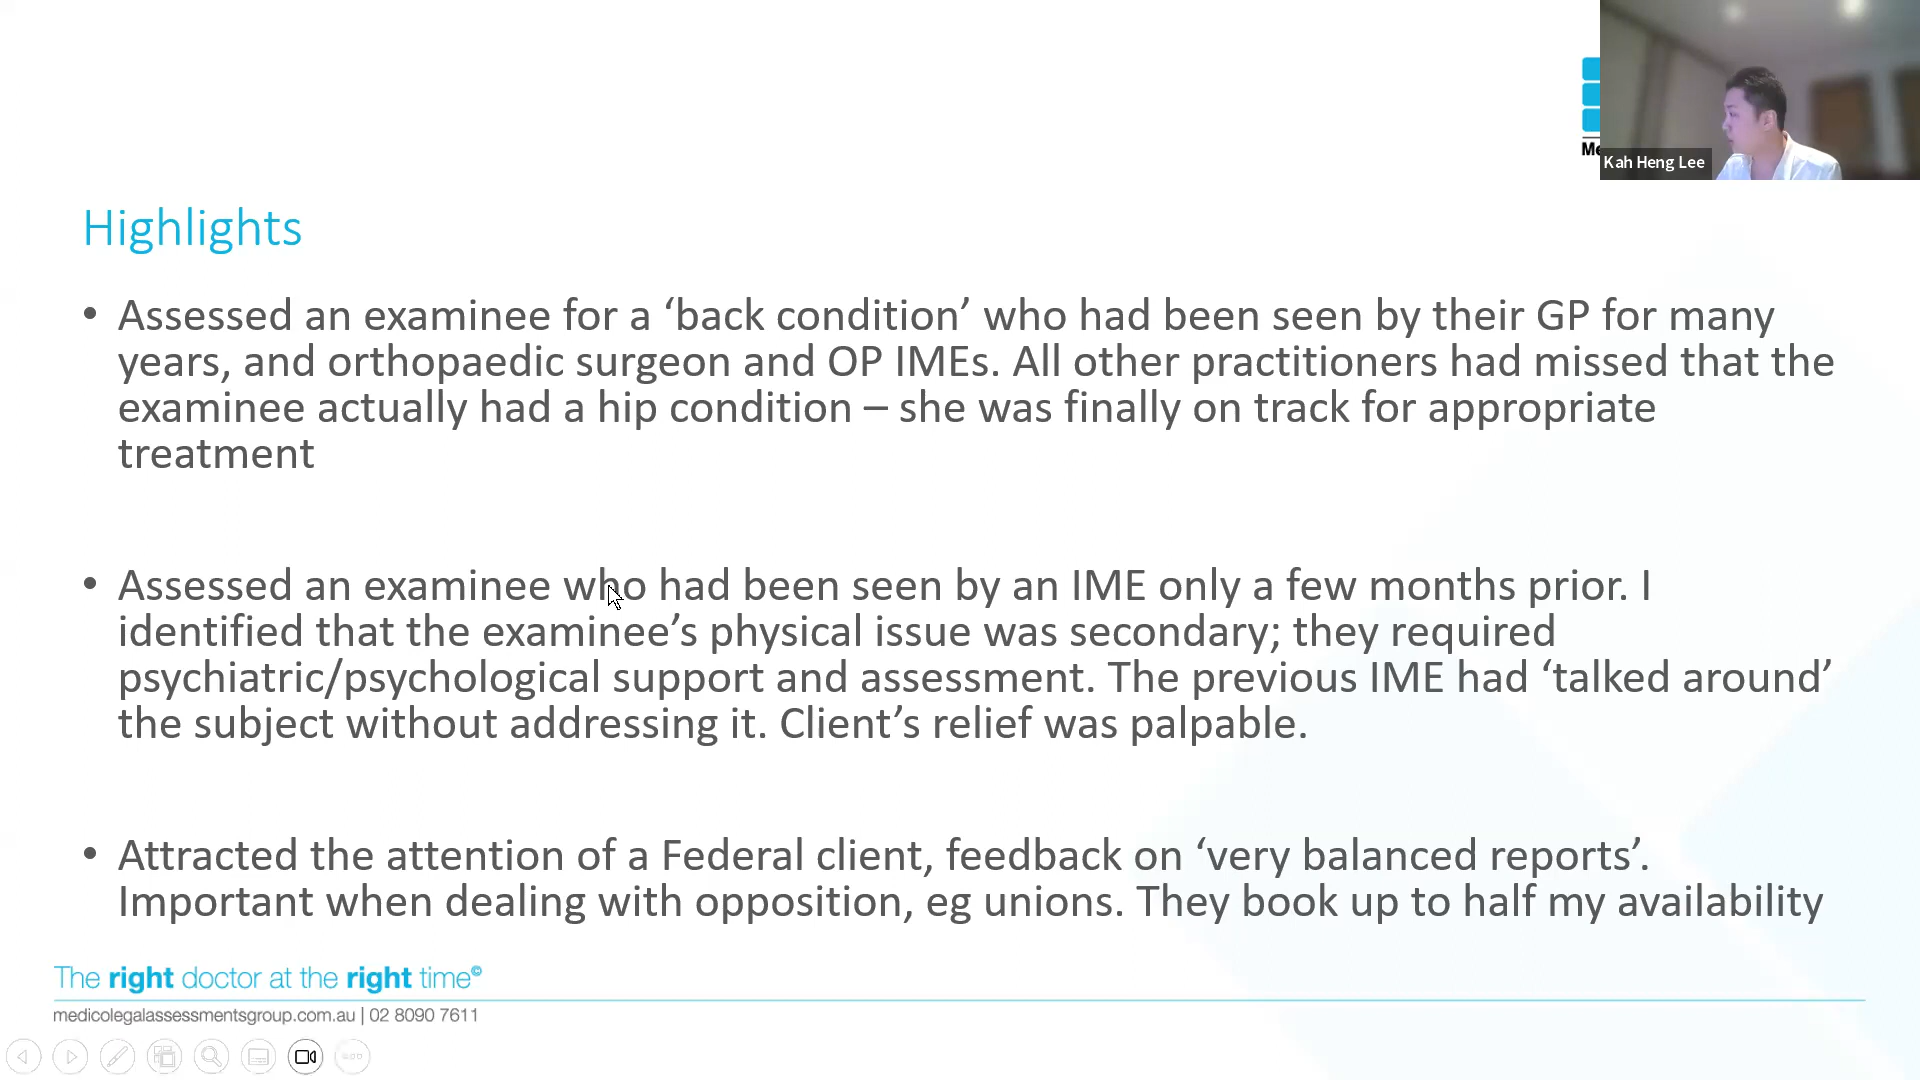 Me
Kah Heng Lee
Highlights
• Assessed an examinee for a ‘back condition’ who had been seen by their GP for many
years, and orthopaedic surgeon and OP IMEs. All other practitioners had missed that the
examinee actually had a hip condition – she was finally on track for appropriate
treatment
• Assessed an examinee who had been seen by an IME only a few months prior. I
identified that the examinee’s physical issue was secondary; they required
psychiatric/psychological support and assessment. The previous IME had ‘talked around’
the subject without addressing it. Client’s relief was palpable.
• Attracted the attention of a Federal client, feedback on ‘very balanced reports’.
Important when dealing with opposition, eg unions. They book up to half my availability
The right doctor at the right time©
medicolegalassessmentsgroup.com.au | 02 8090 7611